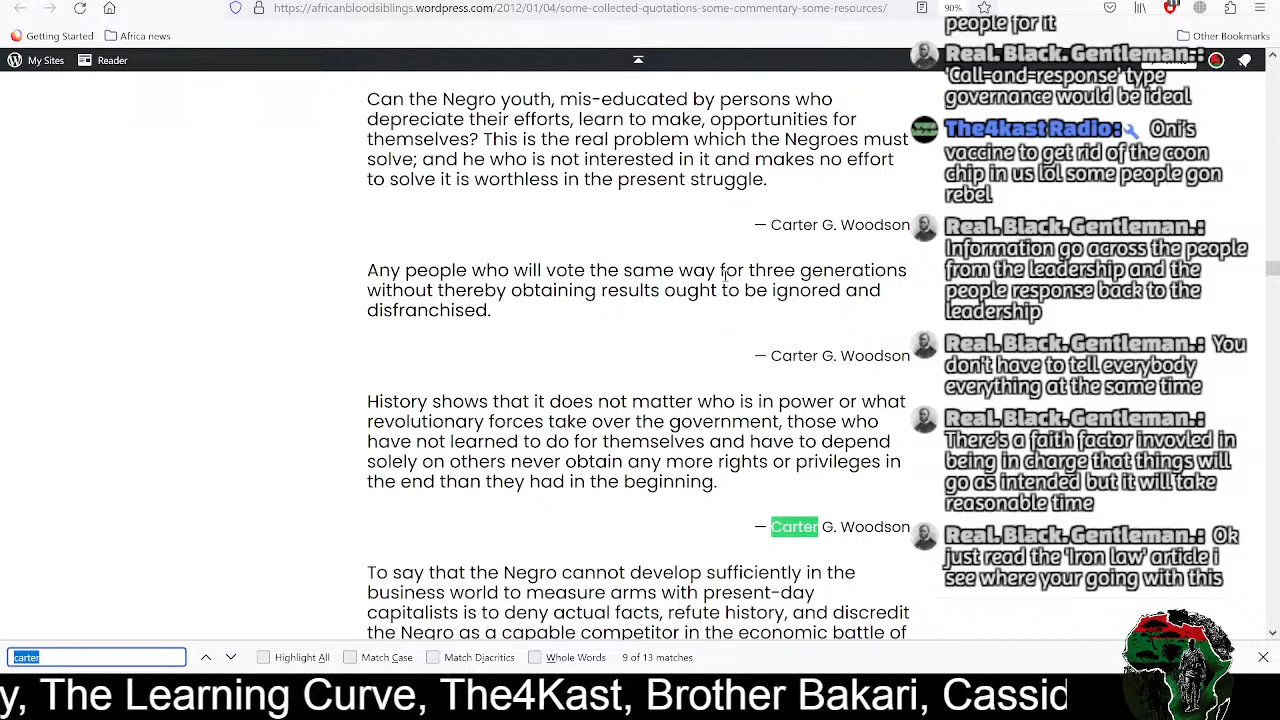 https://africanbloodsiblings.wordpress.com/2012/01/04/some-collected-quotations-some-commentary-some-resources/
90%
Getting Started
Africa news
Other Bookmarks
My Sites
Reader
Can the Negro youth, mis-educated by persons who
depreciate their efforts, learn to make, opportunities for
themselves? This is the real problem which the Negroes must
solve; and he who is not interested in it and makes no effort
to solve it is worthless in the present struggle.
— Carter G. Woodson
Any people who will vote the same way for three generations
without thereby obtaining results ought to be ignored and
disfranchised.
— Carter G. Woodson
History shows that it does not matter who is in power or what
revolutionary forces take over the government, those who
have not learned to do for themselves and have to depend
solely on others never obtain any more rights or privileges in
the end than they had in the beginning.
— Carter G. Woodson
To say that the Negro cannot develop sufficiently in the
business world to measure arms with present-day
capitalists is to deny actual facts, refute history, and discredit
the Negro as a capable competitor in the economic battle of
people for it
Real. Black. Gentleman.:
'Call-and-response' type
governance would be ideal
The4kast Radio: Oni's
vaccine to get rid of the coon
chip in us lol some people gon
rebel
Real. Black. Gentleman.:
Information go across the people
from the leadership and the
people response back to the
leadership
Real. Black. Gentleman.: You
don't have to tell everybody
everything at the same time
Real. Black. Gentleman.:
There's a faith factor invovled in
being in charge that things will
go as intended but it will take
reasonable time
Real. Black. Gentleman.: Ok
just read the 'Iron law' article i
see where your going with this
carter
Highlight All
Match Case
Match Diacritics
Whole Words
9 of 13 matches
y, The Learning Curve, The4Kast, Brother Bakari, Cassid